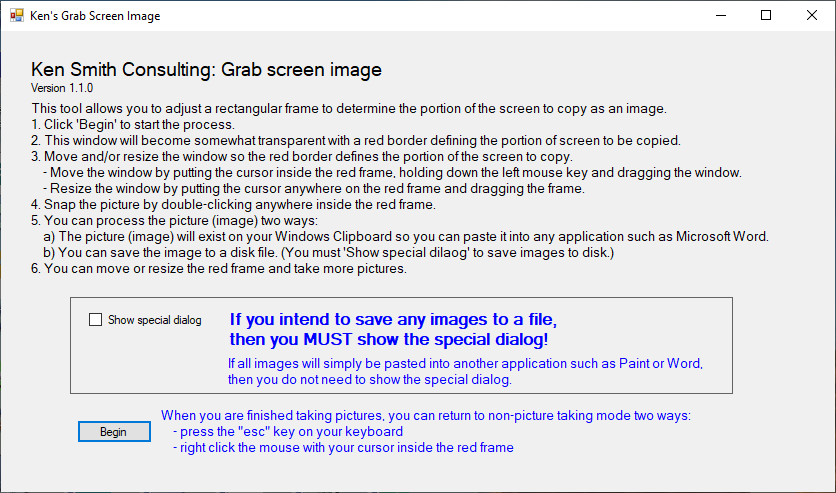 Ken's Grab Screen Image
Ken Smith Consulting: Grab screen image
Version 1.1.0
This tool allows you to adjust a rectangular frame to determine the portion of the screen to copy as an image.
1. Click 'Begin' to start the process.
2. This window will become somewhat transparent with a red border defining the portion of screen to be copied.
3. Move and/or resize the window so the red border defines the portion of the screen to copy.
- Move the window by putting the cursor inside the red frame, holding down the left mouse key and dragging the window.
- Resize the window by putting the cursor anywhere on the red frame and dragging the frame.
4. Snap the picture by double-clicking anywhere inside the red frame.
5. You can process the picture (image) two ways:
a) The picture (image) will exist on your Windows Clipboard so you can paste it into any application such as Microsoft Word.
b) You can save the image to a disk file. (You must 'Show special dilaog' to save images to disk.)
6. You can move or resize the red frame and take more pictures.
Show special dialog
If you intend to save any images to a file,
then you MUST show the special dialog!
If all images will simply be pasted into another application such as Paint or Word,
then you do not need to show the special dialog.
Begin
When you are finished taking pictures, you can return to non-picture taking mode two ways:
- press the "esc" key on your keyboard
- right click the mouse with your cursor inside the red frame